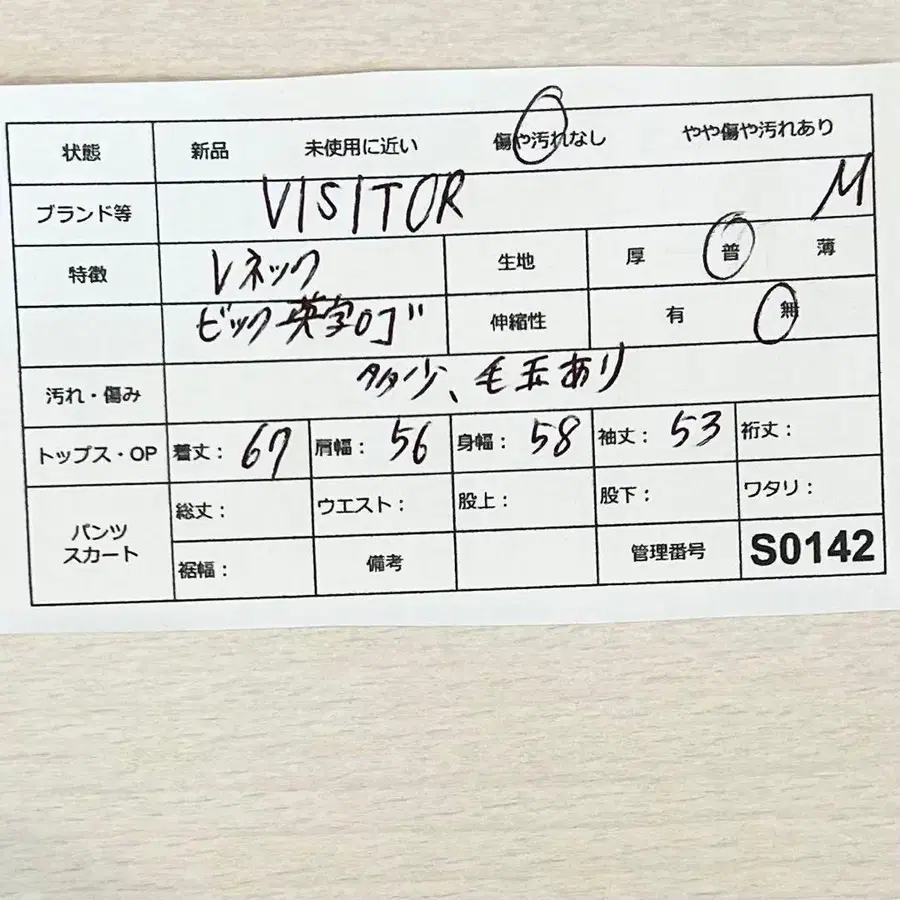 状態 新品 未使用に近い 傷や汚れなし やや傷や汚れあり
ブランド等 VISITOR M
特徴 Vネック 生地 厚 普 薄
ビック英字ロゴ 伸縮性 有 無
汚れ・傷み 多少、毛玉あり
トップス・OP 着丈：67 肩幅：56 身幅：58 袖丈：53 裄丈：
パンツ
スカート
総丈： ウエスト： 股上： 股下： ワタリ：
裾幅： 備考 管理番号 S0142